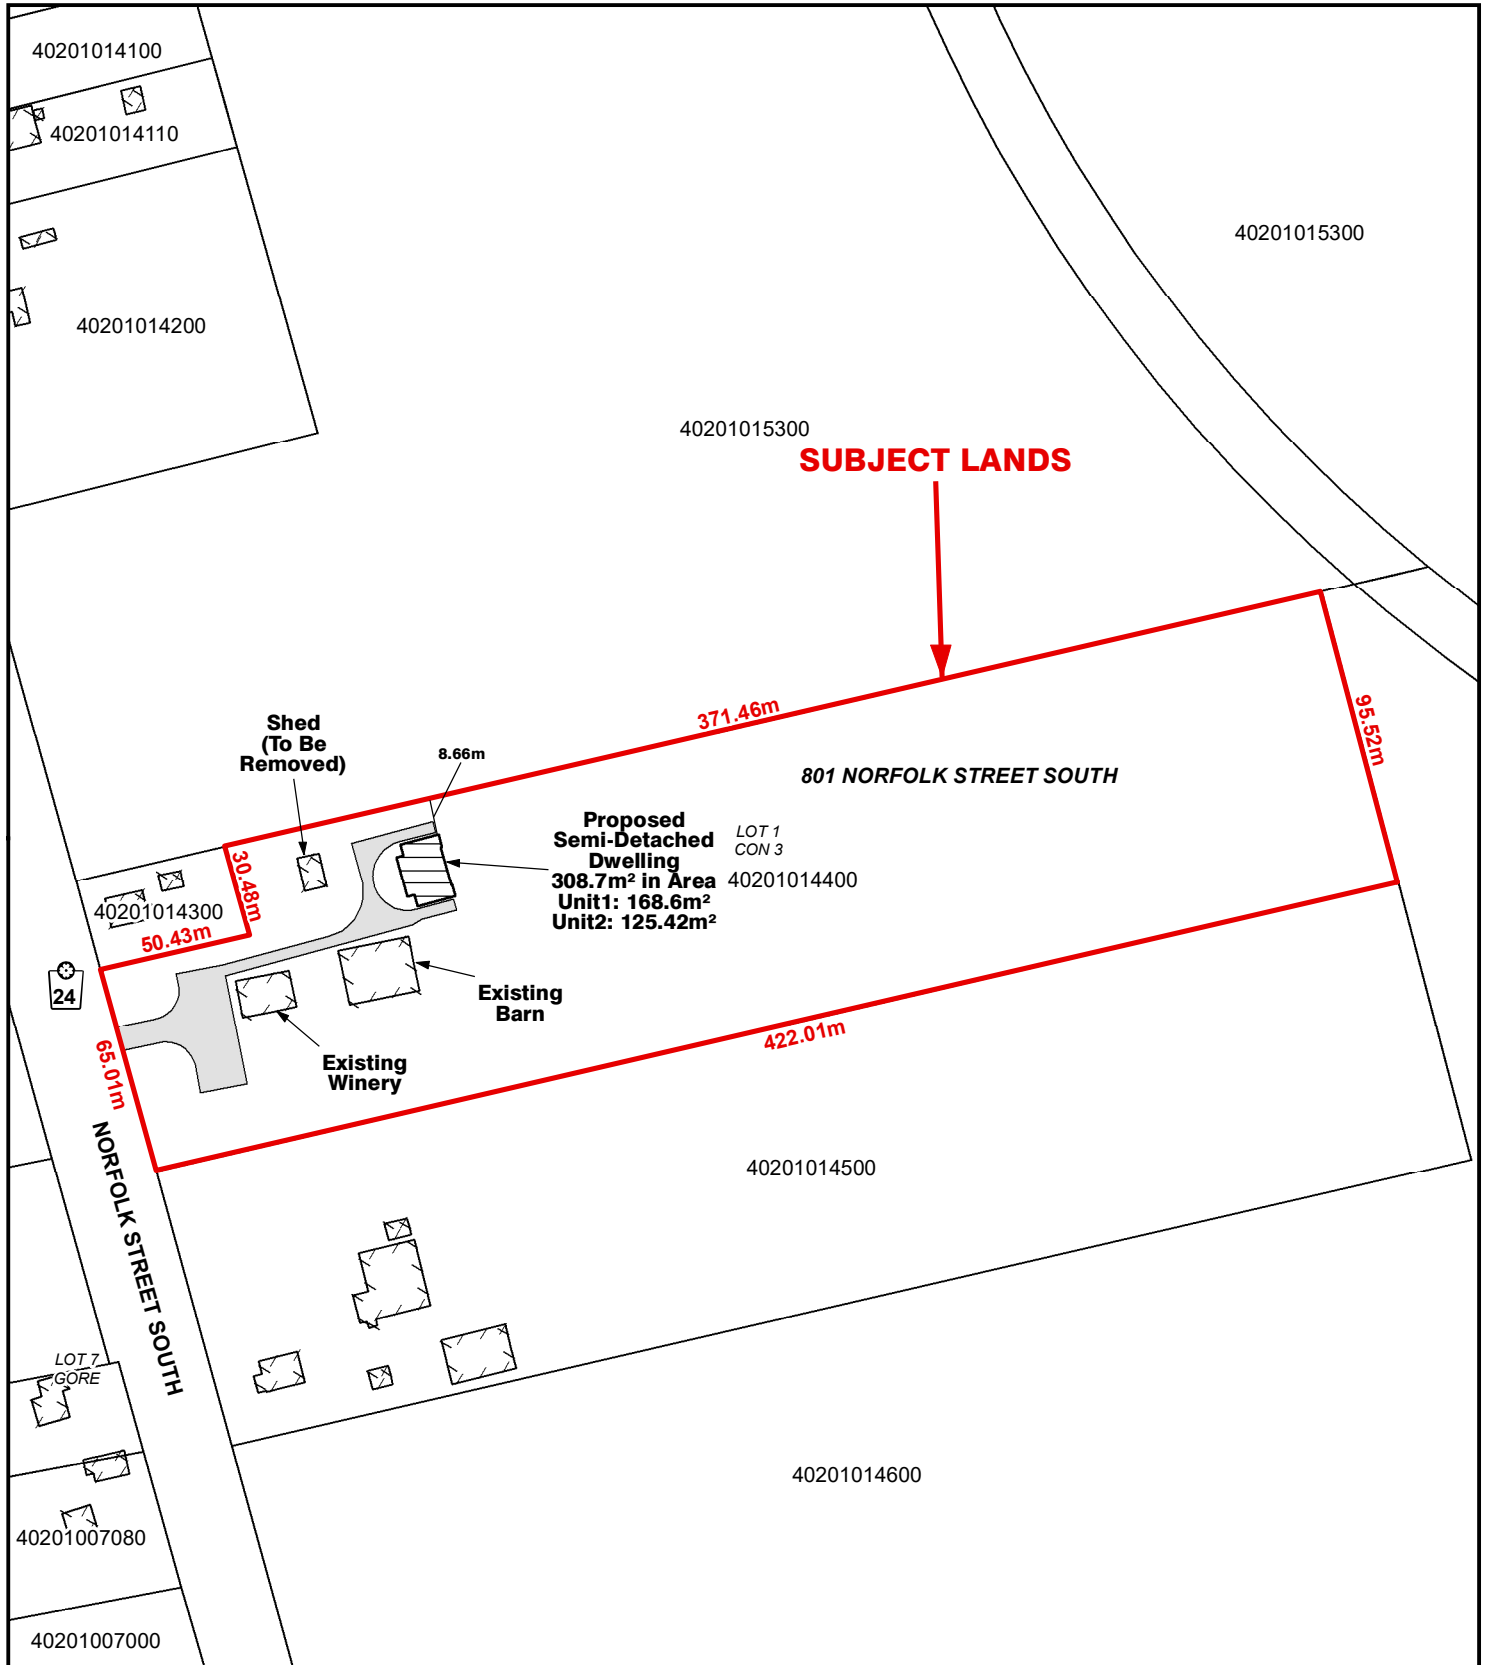 40201014100
40201014110
40201015300
40201014200
40201015300
SUBJECT LANDS
371.46m
95.52m
Shed
(To Be
Removed)
8.66m
801 NORFOLK STREET SOUTH
Proposed
Semi-Detached
Dwelling
308.7m² in Area
Unit1: 168.6m²
Unit2: 125.42m²
LOT 1
CON 3
40201014400
30.48m
40201014300
50.43m
24
Existing
Barn
422.01m
65.01m
Existing
Winery
NORFOLK STREET SOUTH
40201014500
LOT 7
GORE
40201014600
40201007080
40201007000